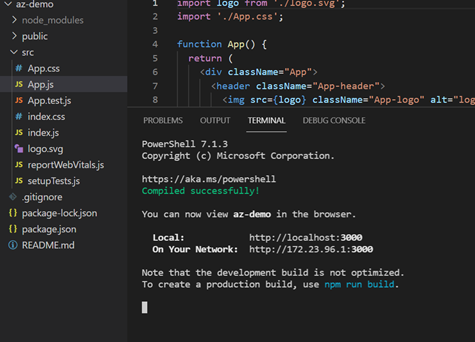 az-demo
node_modules
public
src
App.css
App.js
App.test.js
index.css
index.js
logo.svg
reportWebVitals.js
setupTests.js
.gitignore
package-lock.json
package.json
README.md
1 import logo from './logo.svg';
2 import './App.css';
3
4 function App() {
5 return (
6 <div className="App">
7 <header className="App-header">
8 <img src={logo} className="App-logo" alt="log
PROBLEMS OUTPUT TERMINAL DEBUG CONSOLE
PowerShell 7.1.3
Copyright (c) Microsoft Corporation.
https://aka.ms/powershell
Compiled successfully!
You can now view az-demo in the browser.
Local: http://localhost:3000
On Your Network: http://172.23.96.1:3000
Note that the development build is not optimized.
To create a production build, use npm run build.